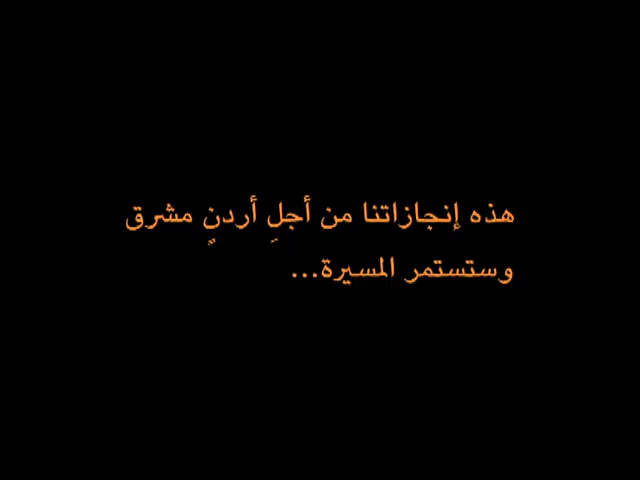 هذه إنجازاتنا من أجلِ أردنٍ مشرق
وستستمر المسيرة...